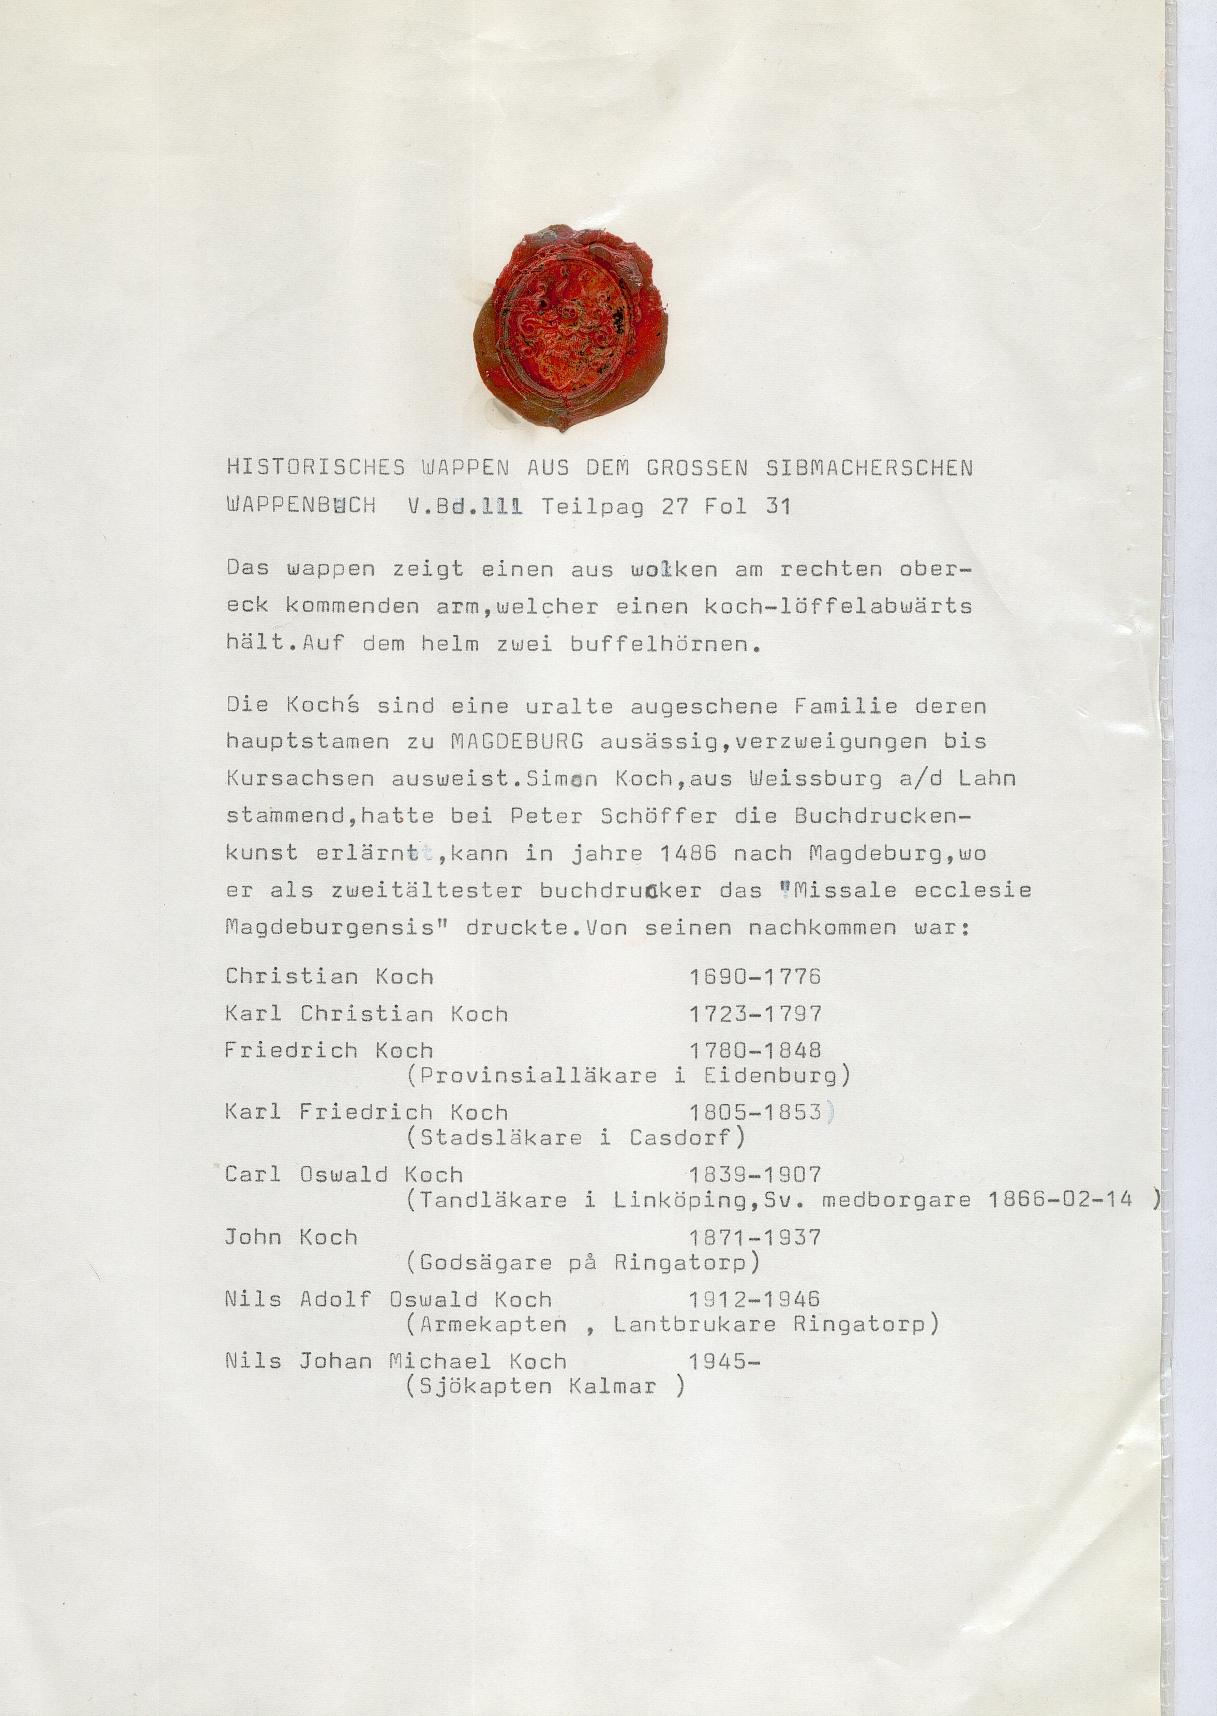 HISTORISCHES WAPPEN AUS DEM GROSSEN SIBMACHERSCHEN
WAPPENBUCH V.Bd.lll Teilpag 27 Fol 31
Das wappen zeigt einen aus wolken am rechten ober-
eck kommenden arm,welcher einen koch-löffelabwärts
hält.Auf dem helm zwei buffelhörnen.
Die Koch´s sind eine uralte augeschene Familie deren
hauptstamen zu MAGDEBURG ausässig,verzweigungen bis
Kursachsen ausweist.Simon Koch,aus Weissburg a/d Lahn
stammend,hatte bei Peter Schöffer die Buchdrucken-
kunst erlärnt ,kann in jahre 1486 nach Magdeburg,wo
er als zweitältester buchdrucker das "Missale ecclesie
Magdeburgensis" druckte.Von seinen nachkommen war:
Christian Koch 1690-1776
Karl Christian Koch 1723-1797
Friedrich Koch 1780-1848
(Provinsialläkare i Eidenburg)
Karl Friedrich Koch 1805-1853)
(Stadsläkare i Casdorf)
Carl Oswald Koch 1839-1907
(Tandläkare i Linköping,Sv. medborgare 1866-02-14 )
John Koch 1871-1937
(Godsägare på Ringatorp)
Nils Adolf Oswald Koch 1912-1946
(Armekapten , Lantbrukare Ringatorp)
Nils Johan Michael Koch 1945-
(Sjökapten Kalmar )